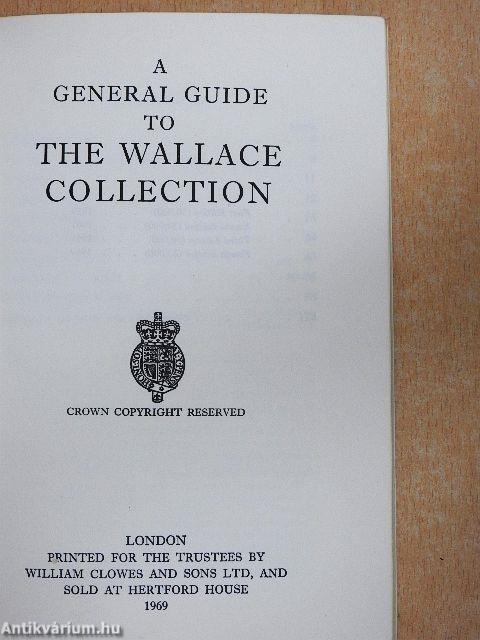 A
GENERAL GUIDE
TO
THE WALLACE
COLLECTION
CROWN COPYRIGHT RESERVED
LONDON
PRINTED FOR THE TRUSTEES BY
WILLIAM CLOWES AND SONS LTD, AND
SOLD AT HERTFORD HOUSE
1969
Antikvárium.hu